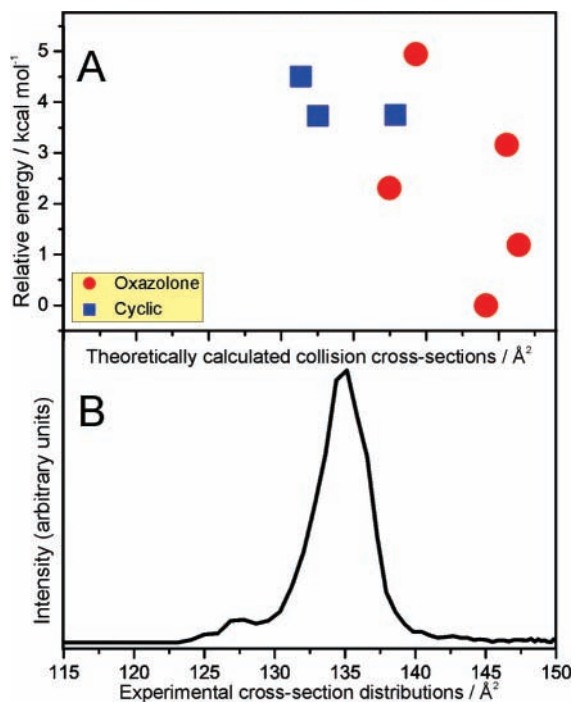 A
Relative energy / kcal mol⁻¹
5
4
3
2
1
0
Oxazolone
Cyclic
Theoretically calculated collision cross-sections / Å²
B
Intensity (arbitrary units)
115 120 125 130 135 140 145 150
Experimental cross-section distributions / Å²